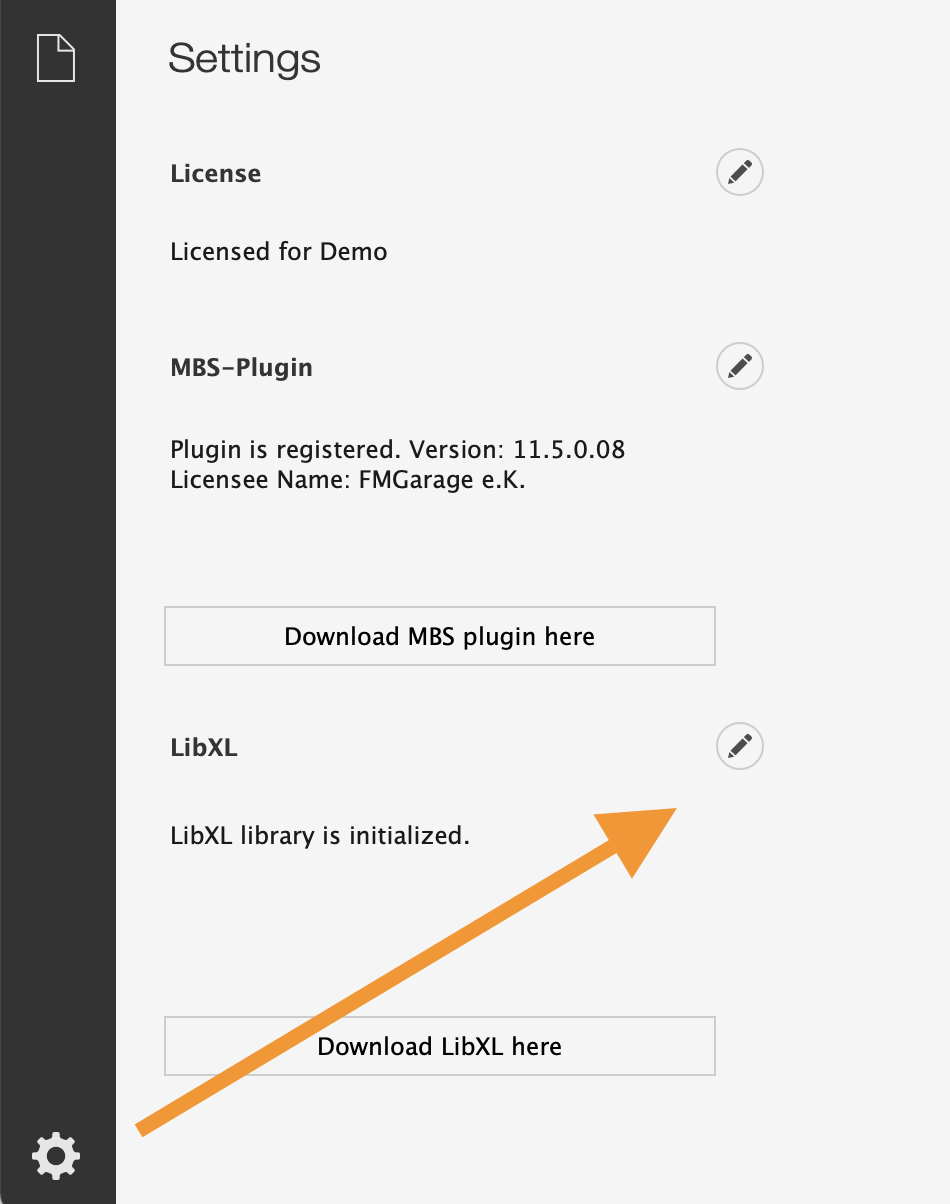 Settings
License
Licensed for Demo
MBS-Plugin
Plugin is registered. Version: 11.5.0.08
Licensee Name: FMGarage e.K.
Download MBS plugin here
LibXL
LibXL library is initialized.
Download LibXL here